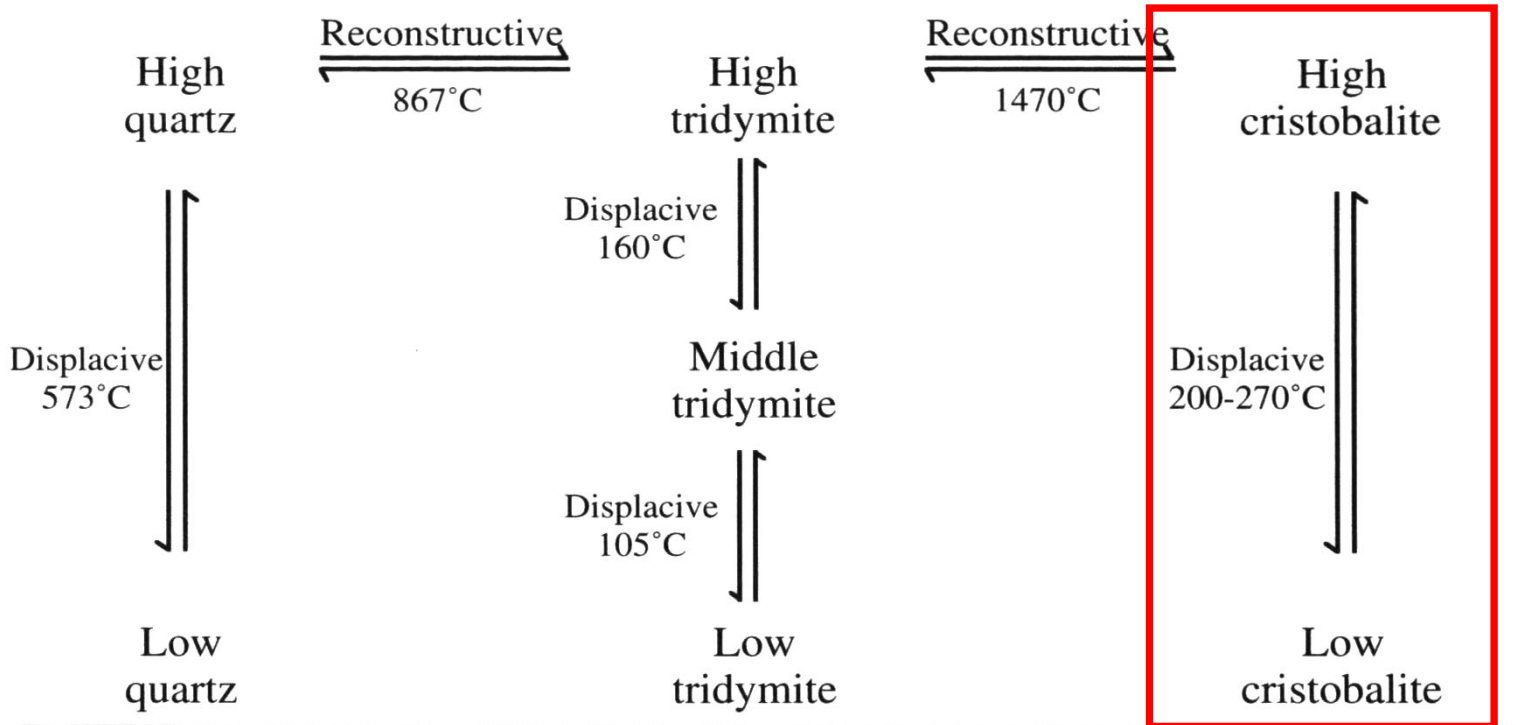 Reconstructive
High
quartz
867˚C
High
tridymite
Reconstructive
1470˚C
High
cristobalite
Displacive
573˚C
Displacive
160˚C
Middle
tridymite
Displacive
105˚C
Displacive
200-270˚C
Low
quartz
Low
tridymite
Low
cristobalite